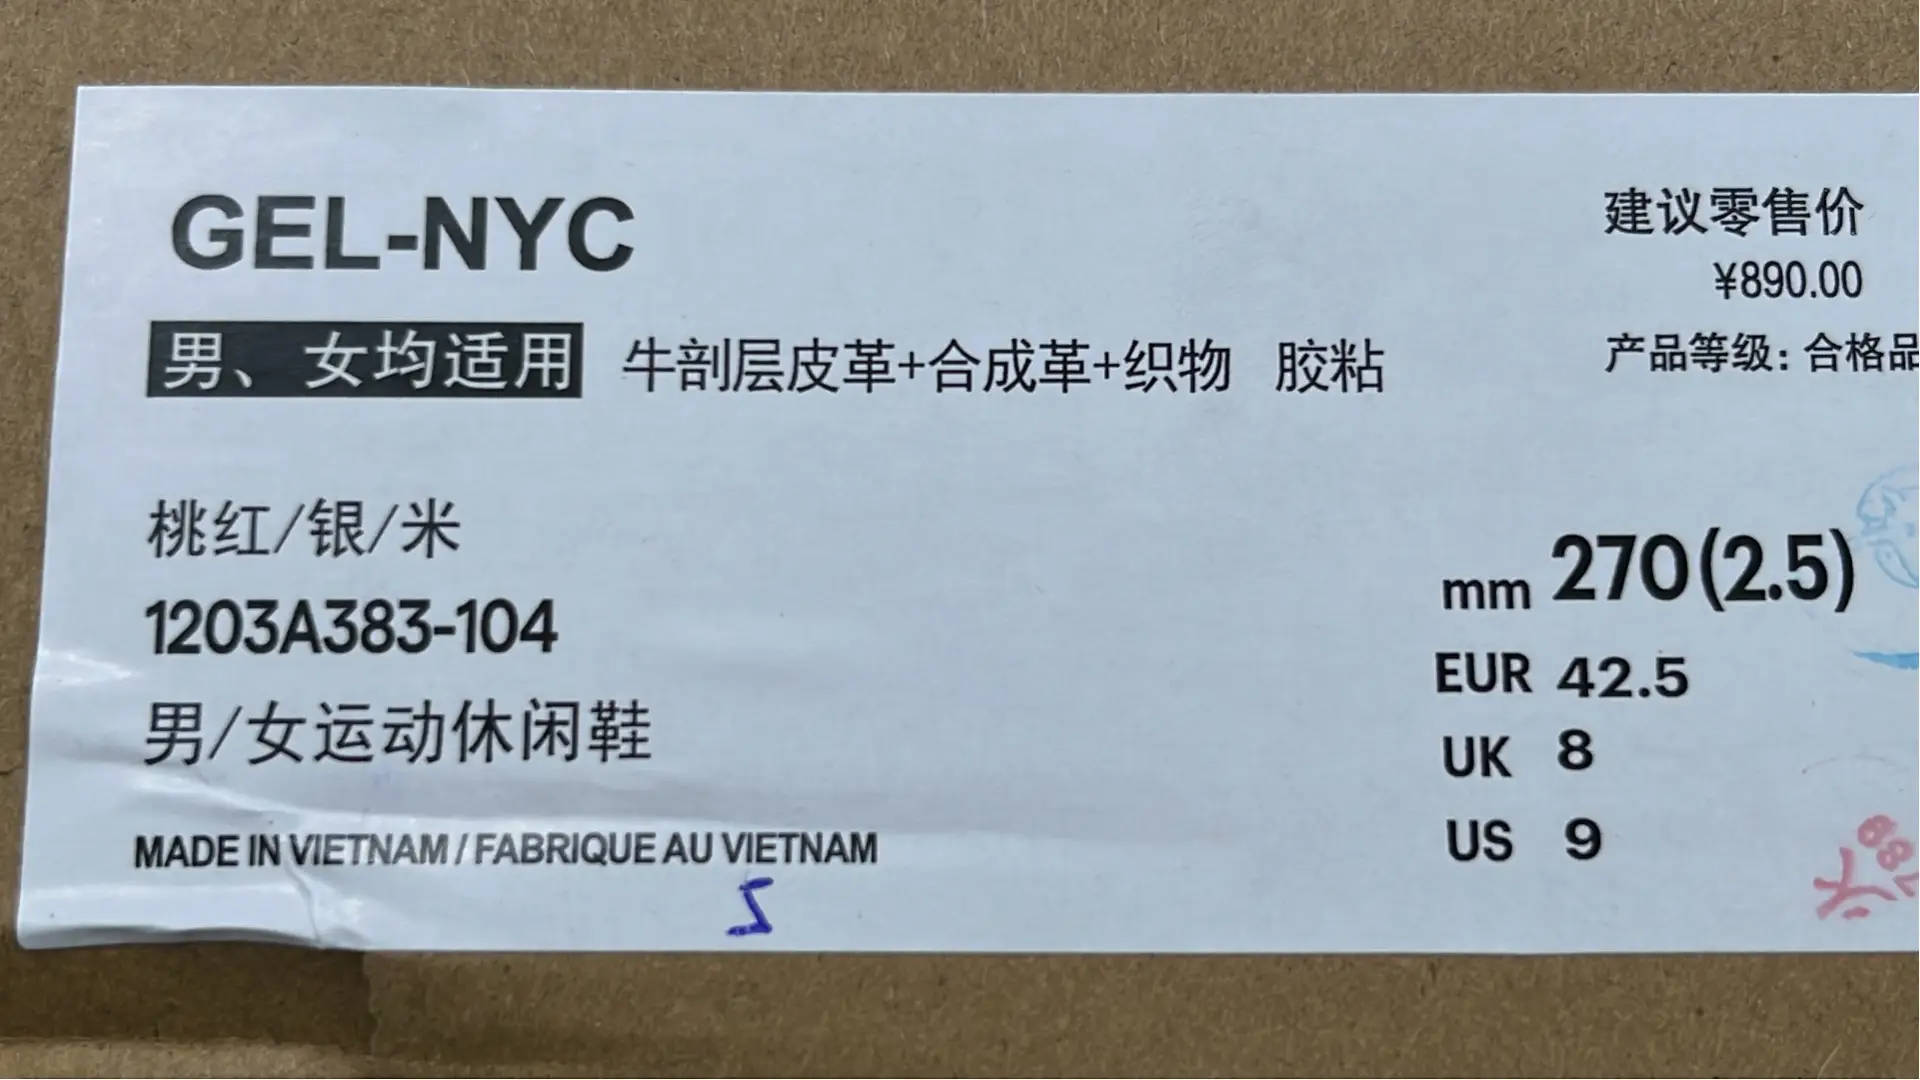 GEL-NYC
建议零售价
¥890.00
男、女均适用 牛剖层皮革+合成革+织物 胶粘
产品等级: 合格品
桃红/银/米
1203A383-104
男/女运动休闲鞋
mm 270(2.5)
EUR 42.5
UK 8
US 9
MADE IN VIETNAM / FABRIQUE AU VIETNAM